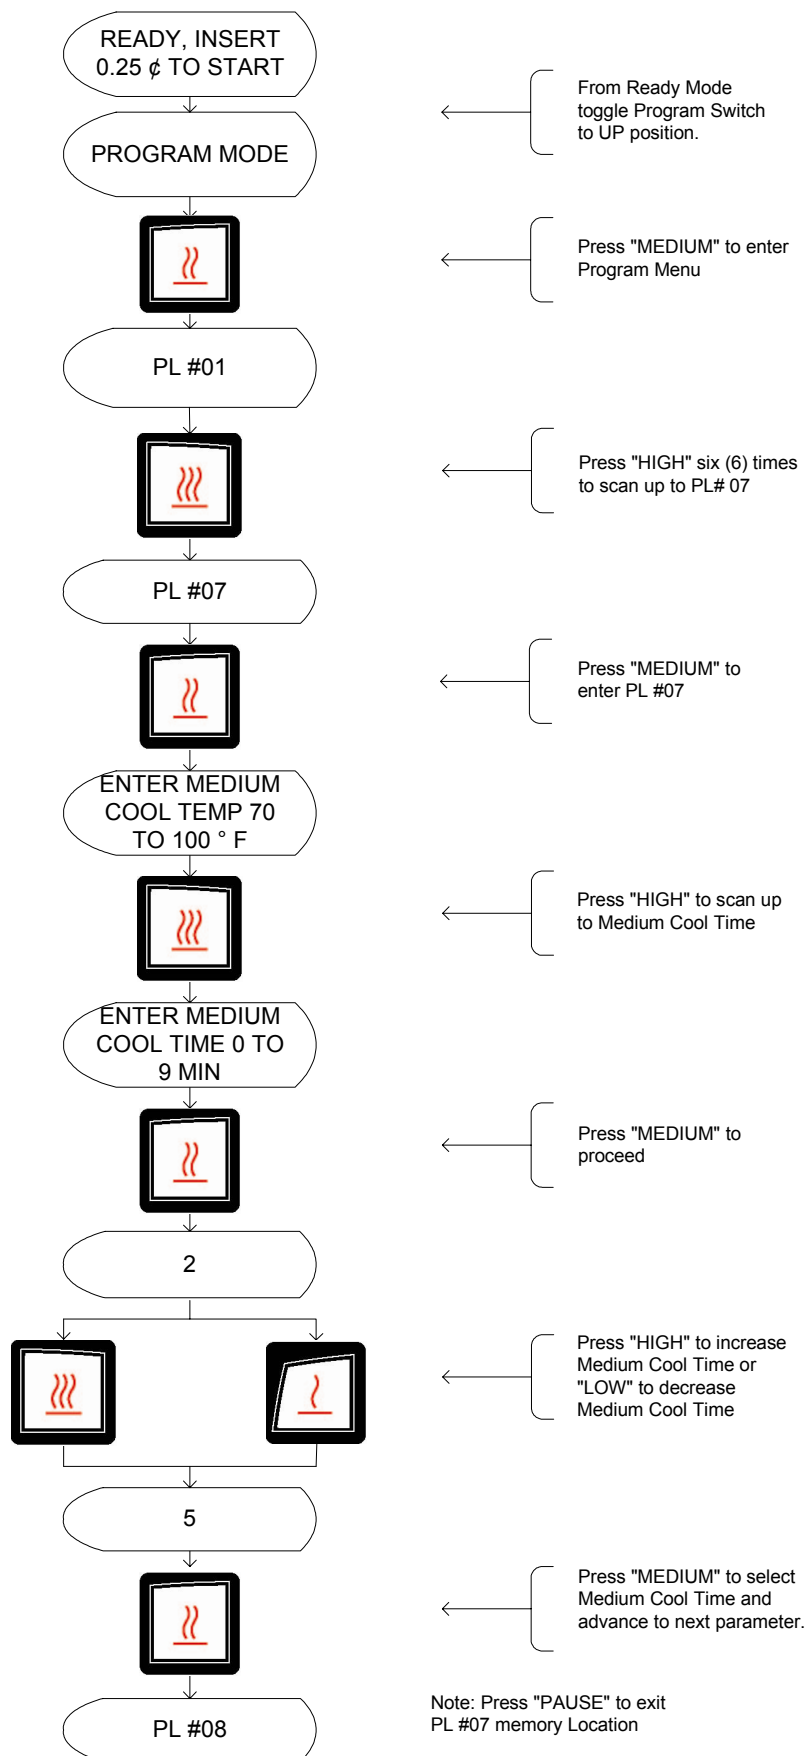 READY, INSERT
0.25 ¢ TO START
From Ready Mode
toggle Program Switch
to UP position.
PROGRAM MODE
Press "MEDIUM" to enter
Program Menu
PL #01
Press "HIGH" six (6) times
to scan up to PL# 07
PL #07
Press "MEDIUM" to
enter PL #07
ENTER MEDIUM
COOL TEMP 70
TO 100 ° F
Press "HIGH" to scan up
to Medium Cool Time
ENTER MEDIUM
COOL TIME 0 TO
9 MIN
Press "MEDIUM" to
proceed
2
Press "HIGH" to increase
Medium Cool Time or
"LOW" to decrease
Medium Cool Time
5
Press "MEDIUM" to select
Medium Cool Time and
advance to next parameter.
Note: Press "PAUSE" to exit
PL #07 memory Location
PL #08